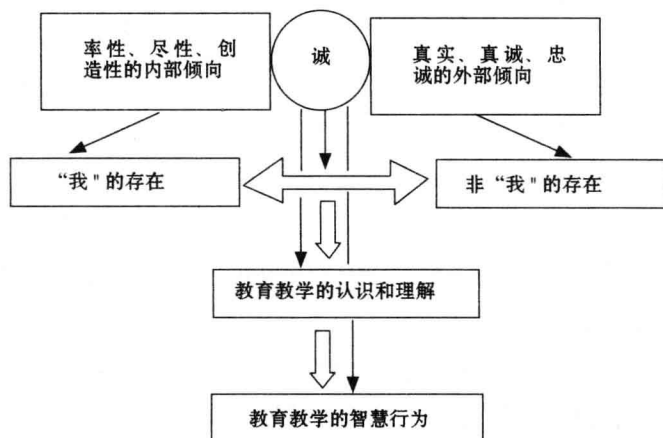 率性、尽性、创
造性的内部倾向
诚
真实、真诚、忠
诚的外部倾向
“我"的存在
非“我"的存在
教育教学的认识和理解
教育教学的智慧行为